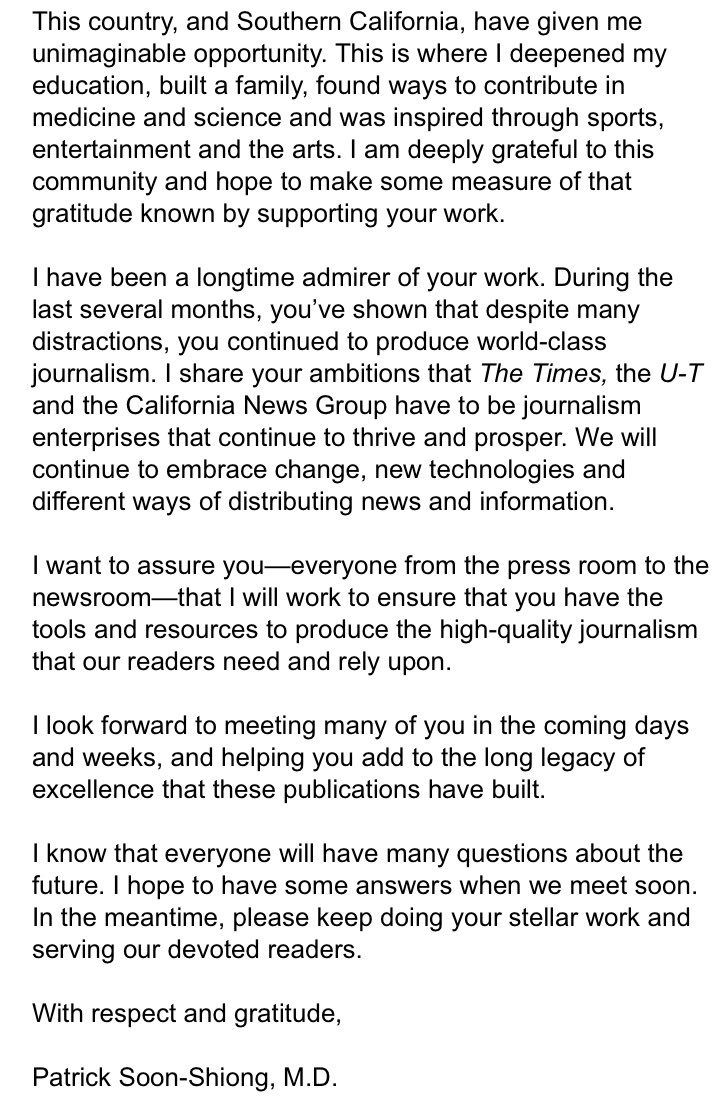 This country, and Southern California, have given me
unimaginable opportunity. This is where I deepened my
education, built a family, found ways to contribute in
medicine and science and was inspired through sports,
entertainment and the arts. I am deeply grateful to this
community and hope to make some measure of that
gratitude known by supporting your work.
I have been a longtime admirer of your work. During the
last several months, you’ve shown that despite many
distractions, you continued to produce world-class
journalism. I share your ambitions that The Times, the U-T
and the California News Group have to be journalism
enterprises that continue to thrive and prosper. We will
continue to embrace change, new technologies and
different ways of distributing news and information.
I want to assure you—everyone from the press room to the
newsroom—that I will work to ensure that you have the
tools and resources to produce the high-quality journalism
that our readers need and rely upon.
I look forward to meeting many of you in the coming days
and weeks, and helping you add to the long legacy of
excellence that these publications have built.
I know that everyone will have many questions about the
future. I hope to have some answers when we meet soon.
In the meantime, please keep doing your stellar work and
serving our devoted readers.
With respect and gratitude,
Patrick Soon-Shiong, M.D.